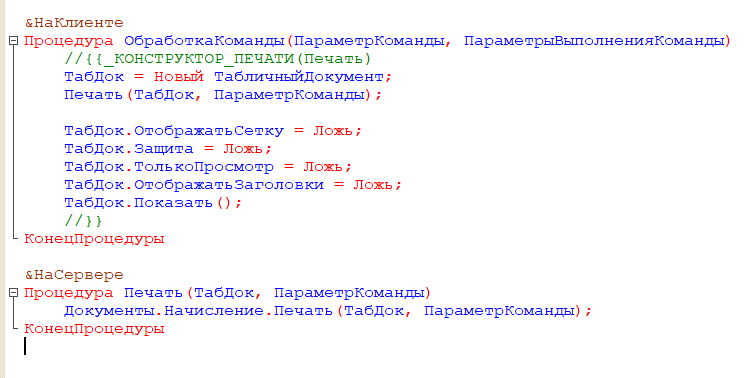 &НаКлиенте
Процедура ОбработкаКоманды(ПараметрКоманды, ПараметрыВыполненияКоманды)
//{{_КОНСТРУКТОР_ПЕЧАТИ(Печать)
ТабДок = Новый ТабличныйДокумент;
Печать(ТабДок, ПараметрКоманды);
ТабДок.ОтображатьСетку = Ложь;
ТабДок.Защита = Ложь;
ТабДок.ТолькоПросмотр = Ложь;
ТабДок.ОтображатьЗаголовки = Ложь;
ТабДок.Показать();
//}}
КонецПроцедуры
&НаСервере
Процедура Печать(ТабДок, ПараметрКоманды)
Документы.Начисление.Печать(ТабДок, ПараметрКоманды);
КонецПроцедуры